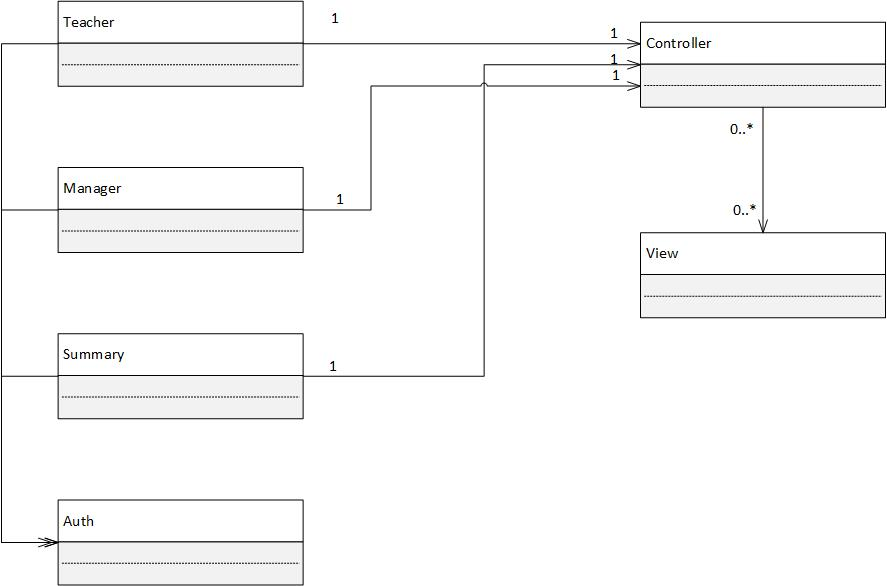 Teacher
1
1
Controller
1
1
0..*
Manager
1
0..*
View
Summary
1
Auth